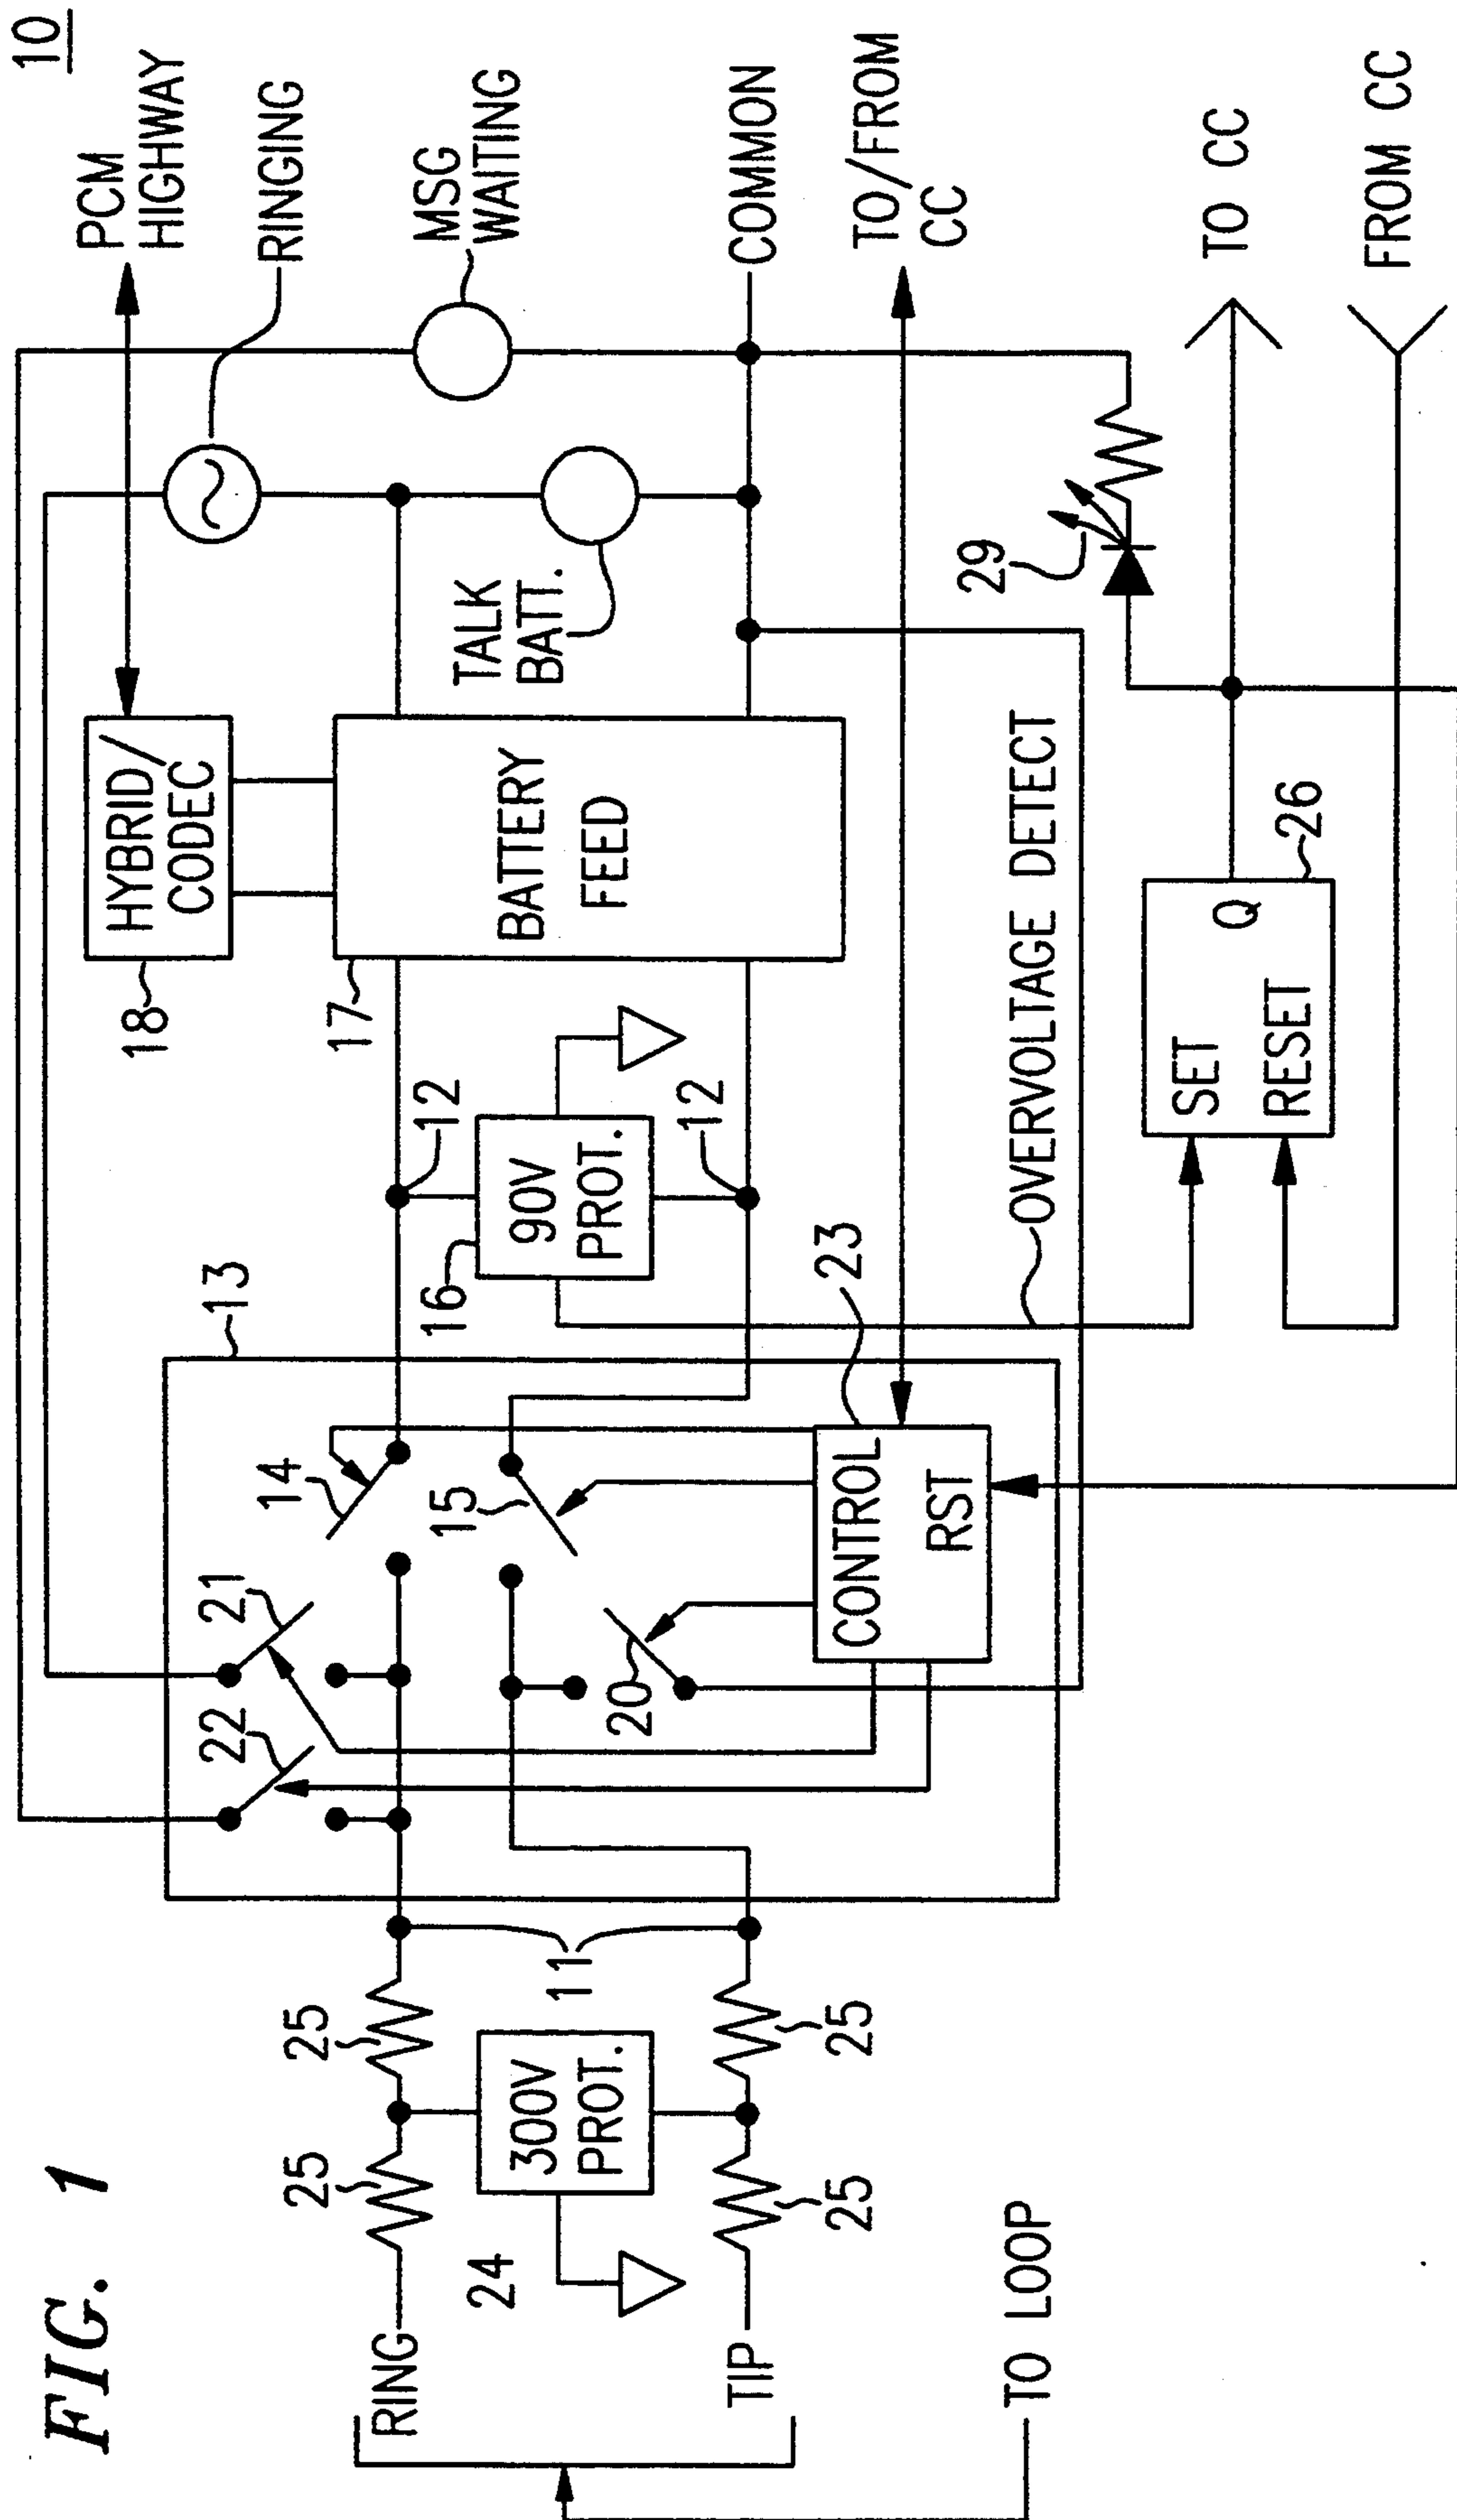 FIG. 1
10
PCM
HIGHWAY
RINGING
MSG
WAITING
COMMON
TO/FROM
CC
TO CC
FROM CC
HYBRID/
CODEC
18
TALK
BATT.
BATTERY
FEED
17
29
12
90V
PROT.
16
12
OVERVOLTAGE DETECT
SET
Q
RESET
26
13
14
15
21
22
20
23
CONTROL
RST
11
25
25
300V
PROT.
24
25
25
RING
TIP
TO LOOP